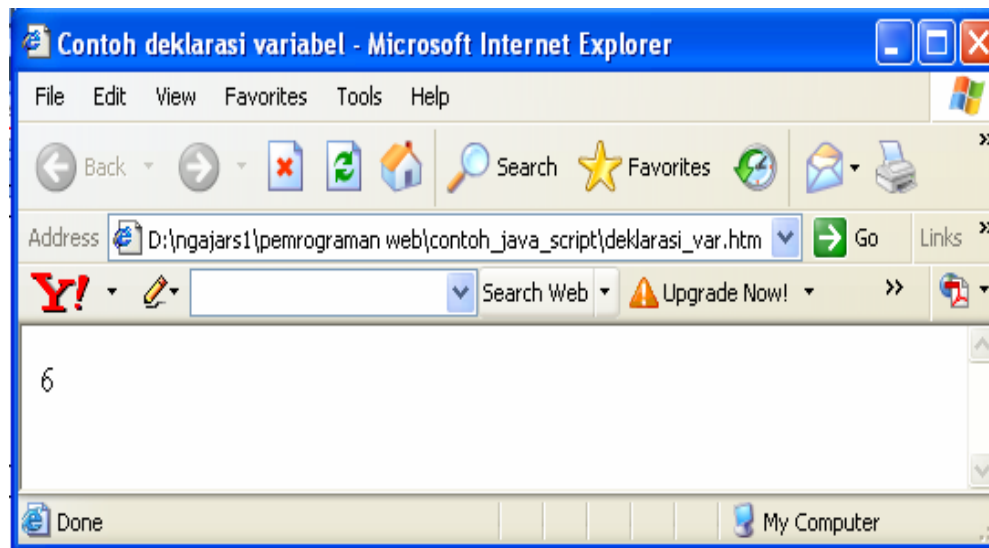 Contoh deklarasi variabel - Microsoft Internet Explorer
File Edit View Favorites Tools Help
Back Search Favorites »
Address D:\ngajars1\pemrograman web\contoh_java_script\deklarasi_var.htm Go Links »
Y! Search Web Upgrade Now! »
6
Done My Computer